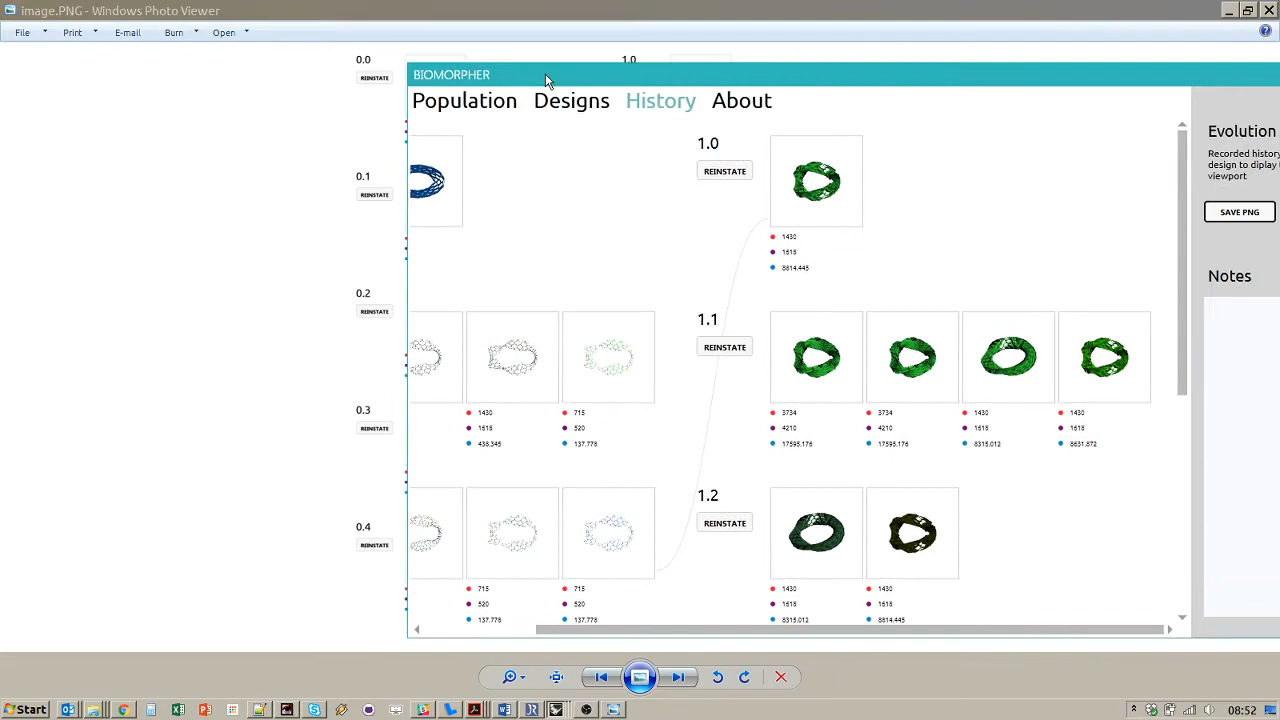 image.PNG - Windows Photo Viewer
File Print E-mail Burn Open
0.0
REINSTATE
0.1
REINSTATE
0.2
REINSTATE
0.3
REINSTATE
0.4
REINSTATE
1.0
BIOMORPHER
Population Designs History About
1.0
REINSTATE
1430
1618
8814.445
1.1
REINSTATE
1430
1618
438.345
715
520
137.778
3734
4210
17595.176
3734
4210
17595.176
1430
1618
8315.012
1430
1618
8631.872
1.2
REINSTATE
715
520
137.778
715
520
137.778
1430
1618
8315.012
1430
1618
8814.445
Evolution
Recorded history
design to diplay
viewport
SAVE PNG
Notes
Start
08:52